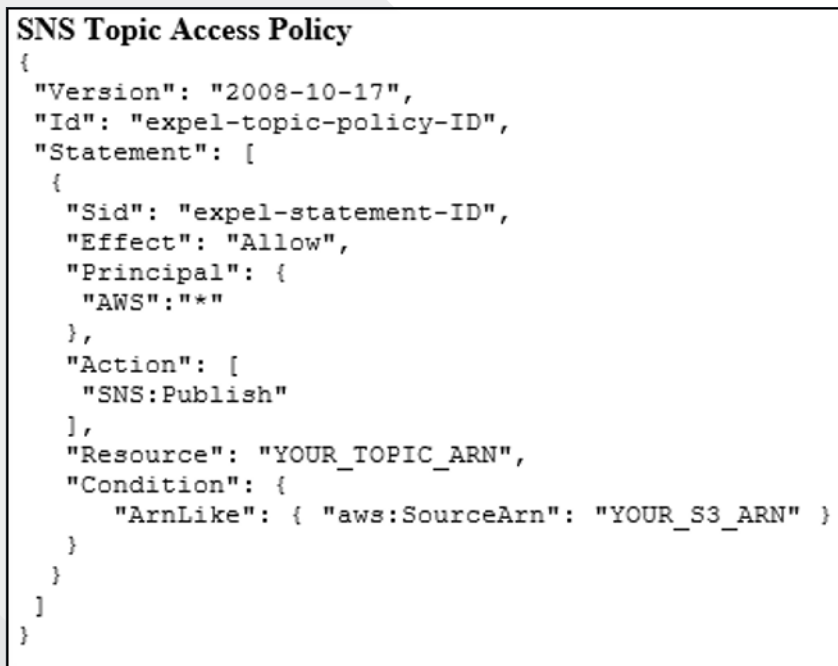 SNS Topic Access Policy
{
"Version": "2008-10-17",
"Id": "expel-topic-policy-ID",
"Statement": [
{
"Sid": "expel-statement-ID",
"Effect": "Allow",
"Principal": {
"AWS":"*"
},
"Action": [
"SNS:Publish"
],
"Resource": "YOUR_TOPIC_ARN",
"Condition": {
"ArnLike": { "aws:SourceArn": "YOUR_S3_ARN" }
}
}
]
}